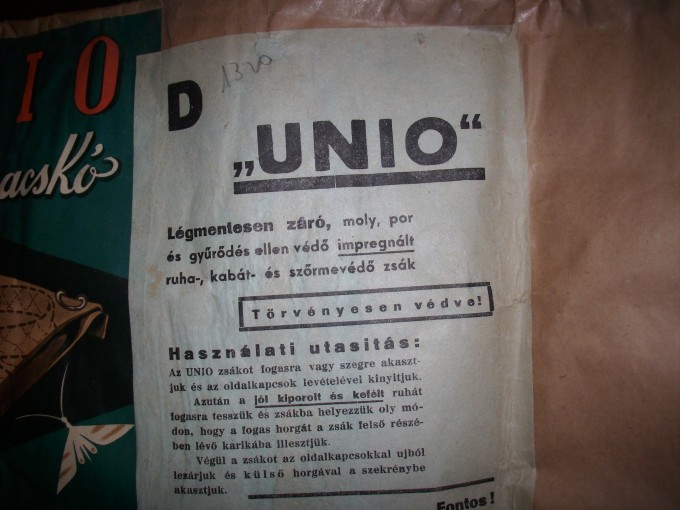 IO
acskó
D
„UNIO“
Légmentesen záró, moly, por
és gyűrődés ellen védő impregnált
ruha-, kabát- és szőrmevédő zsák
Törvényesen védve!
Használati utasitás:
Az UNIO zsákot fogasra vagy szegre akaszt-
juk és az oldalkapcsok levételével kinyitjuk.
Azután a jól kiporolt és kefélt ruhát
fogasra tesszük és zsákba helyezzük oly mó-
don, hogy a fogas horgát a zsák felső részé-
ben lévő karikába illesztjük.
Végül a zsákot az oldalkapcsokkal ujból
lezárjuk és külső horgával a szekrénybe
akasztjuk.
Fontos!